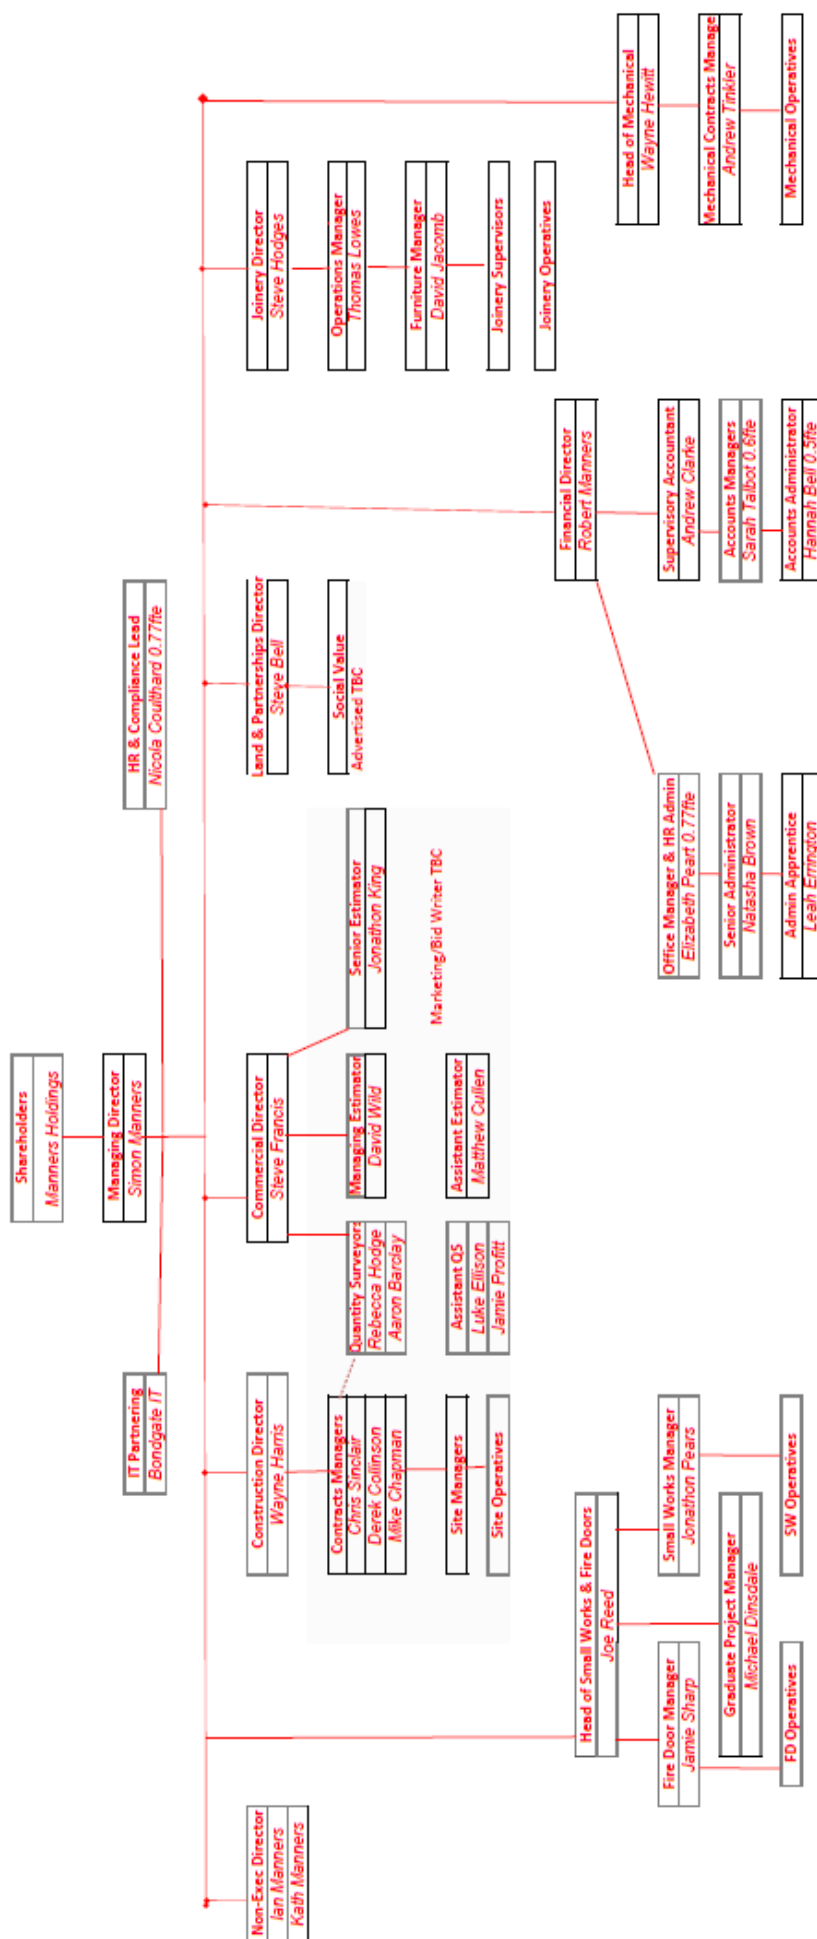 Shareholders
Manners Holdings
Managing Director
Simon Manners
IT Partnering
Bondgate IT
HR & Compliance Lead
Nicola Coulthard 0.77fte
Non-Exec Director
Ian Manners
Kath Manners
Construction Director
Wayne Harris
Commercial Director
Steve Francis
Land & Partnerships Director
Steve Bell
Joinery Director
Steve Hodges
Contracts Managers
Chris Sinclair
Derek Collinson
Mike Chapman
Quantity Surveyors
Rebecca Hodge
Aaron Barclay
Managing Estimator
David Wild
Senior Estimator
Jonathon King
Social Value
Advertised TBC
Operations Manager
Thomas Lowes
Furniture Manager
David Jacomb
Site Managers
Site Operatives
Assistant QS
Luke Ellison
Jamie Profitt
Assistant Estimator
Matthew Cullen
Marketing/Bid Writer TBC
Joinery Supervisors
Joinery Operatives
Head of Small Works & Fire Doors
Joe Reed
Financial Director
Robert Manners
Head of Mechanical
Wayne Hewitt
Fire Door Manager
Jamie Sharp
Small Works Manager
Jonathon Pears
Graduate Project Manager
Michael Dinsdale
FD Operatives
SW Operatives
Office Manager & HR Admin
Elizabeth Peart 0.77fte
Senior Administrator
Natasha Brown
Admin Apprentice
Leah Errington
Supervisory Accountant
Andrew Clarke
Accounts Managers
Sarah Talbot 0.6fte
Accounts Administrator
Hannah Bell 0.5fte
Mechanical Contracts Manage
Andrew Tinkler
Mechanical Operatives